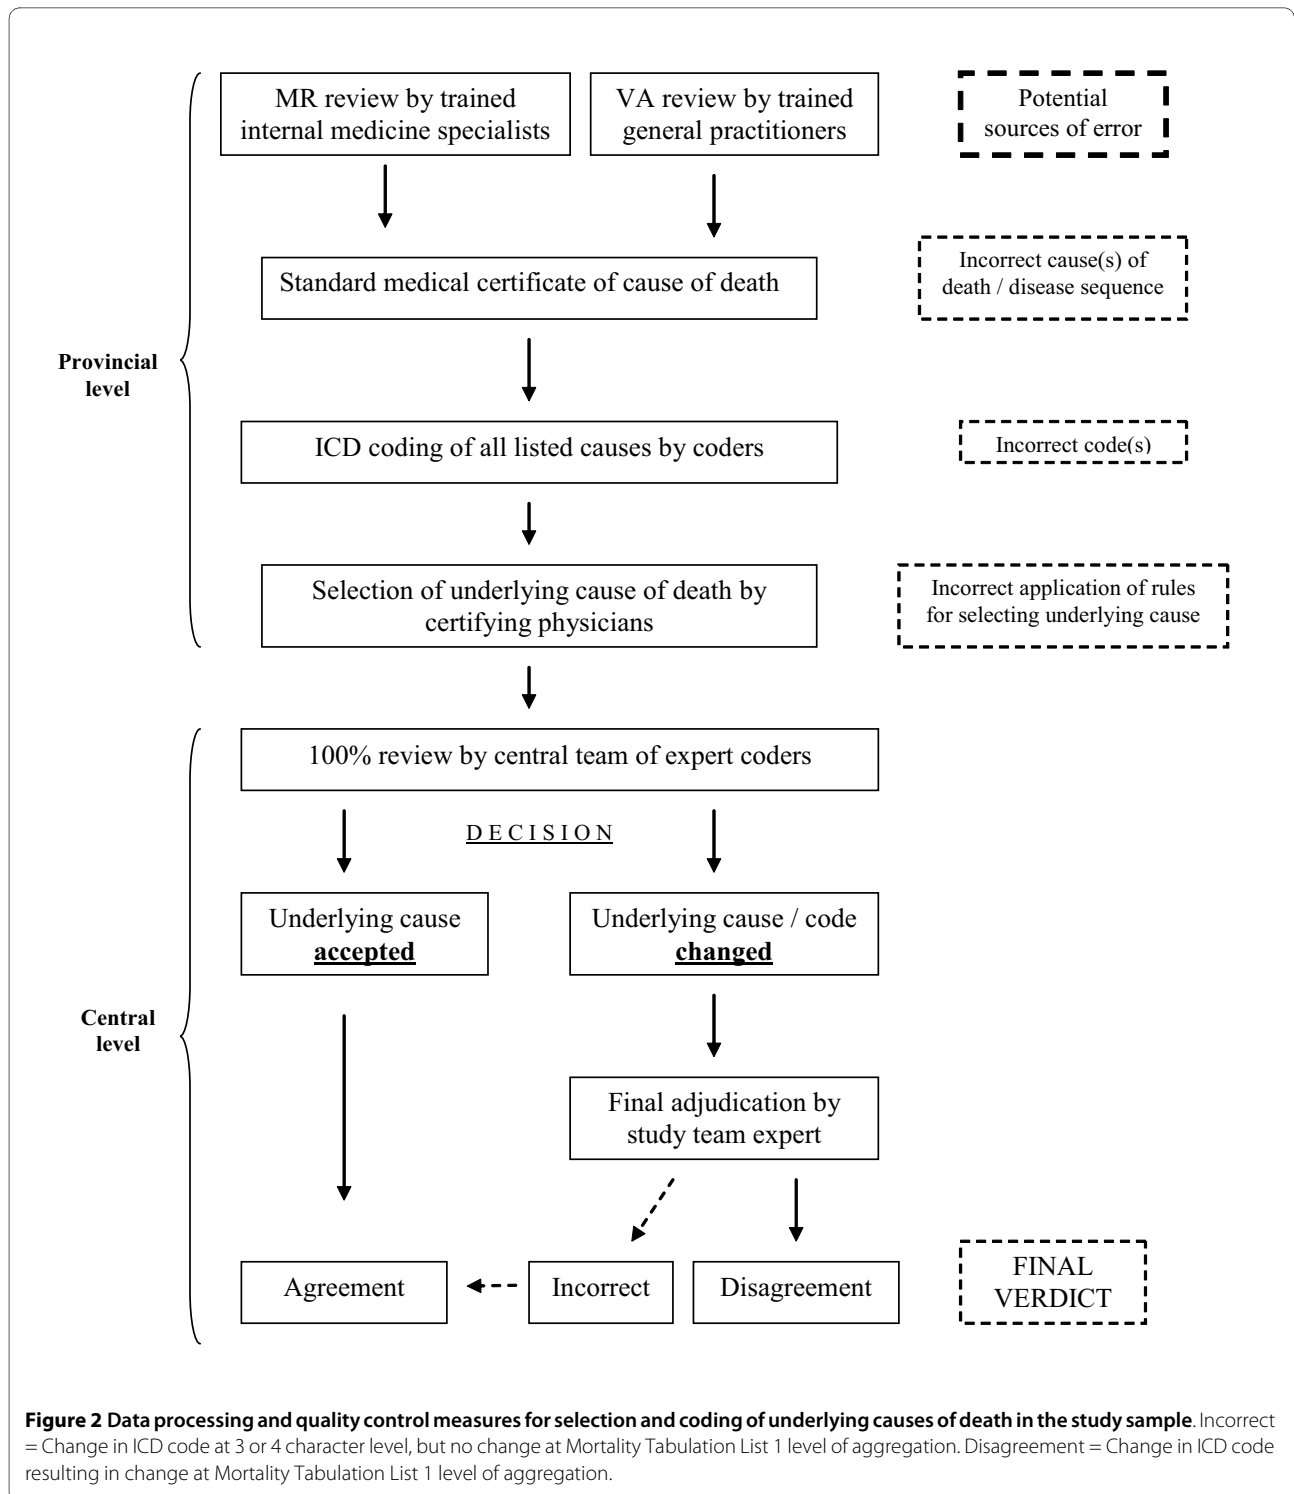 MR review by trained
internal medicine specialists
VA review by trained
general practitioners
Potential
sources of error
Standard medical certificate of cause of death
Incorrect cause(s) of
death / disease sequence
Provincial
level
ICD coding of all listed causes by coders
Incorrect code(s)
Selection of underlying cause of death by
certifying physicians
Incorrect application of rules
for selecting underlying cause
100% review by central team of expert coders
D E C I S I O N
Underlying cause
accepted
Underlying cause / code
changed
Central
level
Final adjudication by
study team expert
Agreement
Incorrect
Disagreement
FINAL
VERDICT
Figure 2 Data processing and quality control measures for selection and coding of underlying causes of death in the study sample. Incorrect
= Change in ICD code at 3 or 4 character level, but no change at Mortality Tabulation List 1 level of aggregation. Disagreement = Change in ICD code
resulting in change at Mortality Tabulation List 1 level of aggregation.